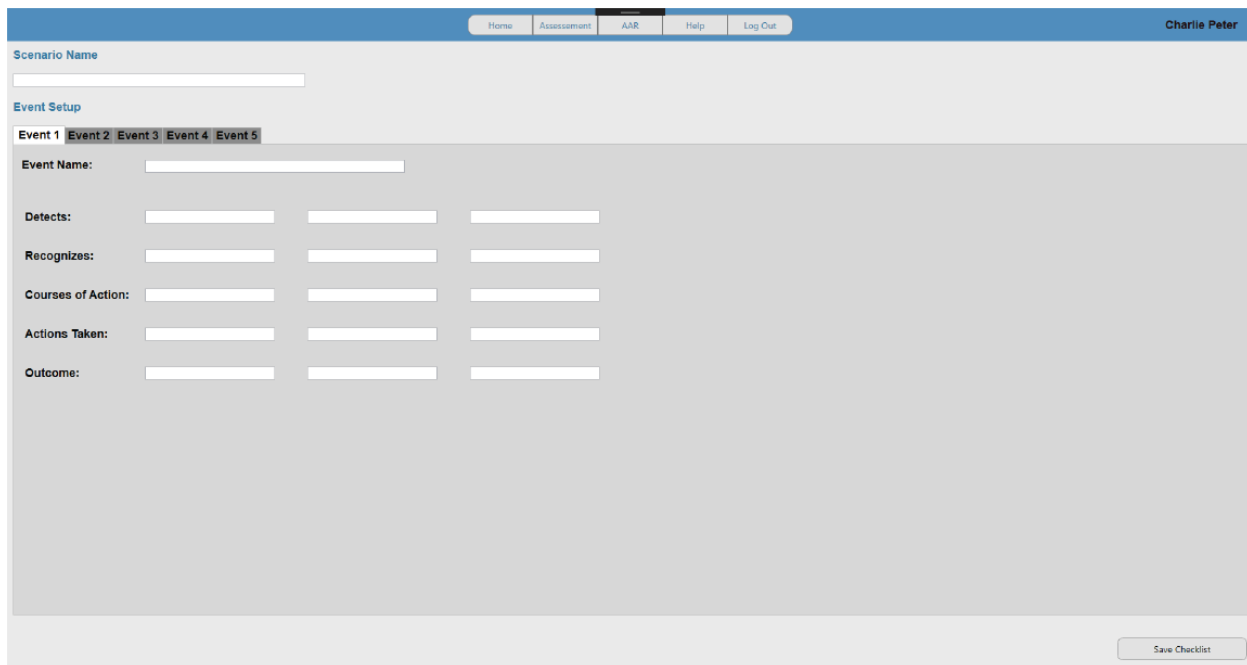 Home Assessement AAR Help Log Out Charlie Peter
Scenario Name
Event Setup
Event 1 Event 2 Event 3 Event 4 Event 5
Event Name:
Detects:
Recognizes:
Courses of Action:
Actions Taken:
Outcome:
Save Checklist